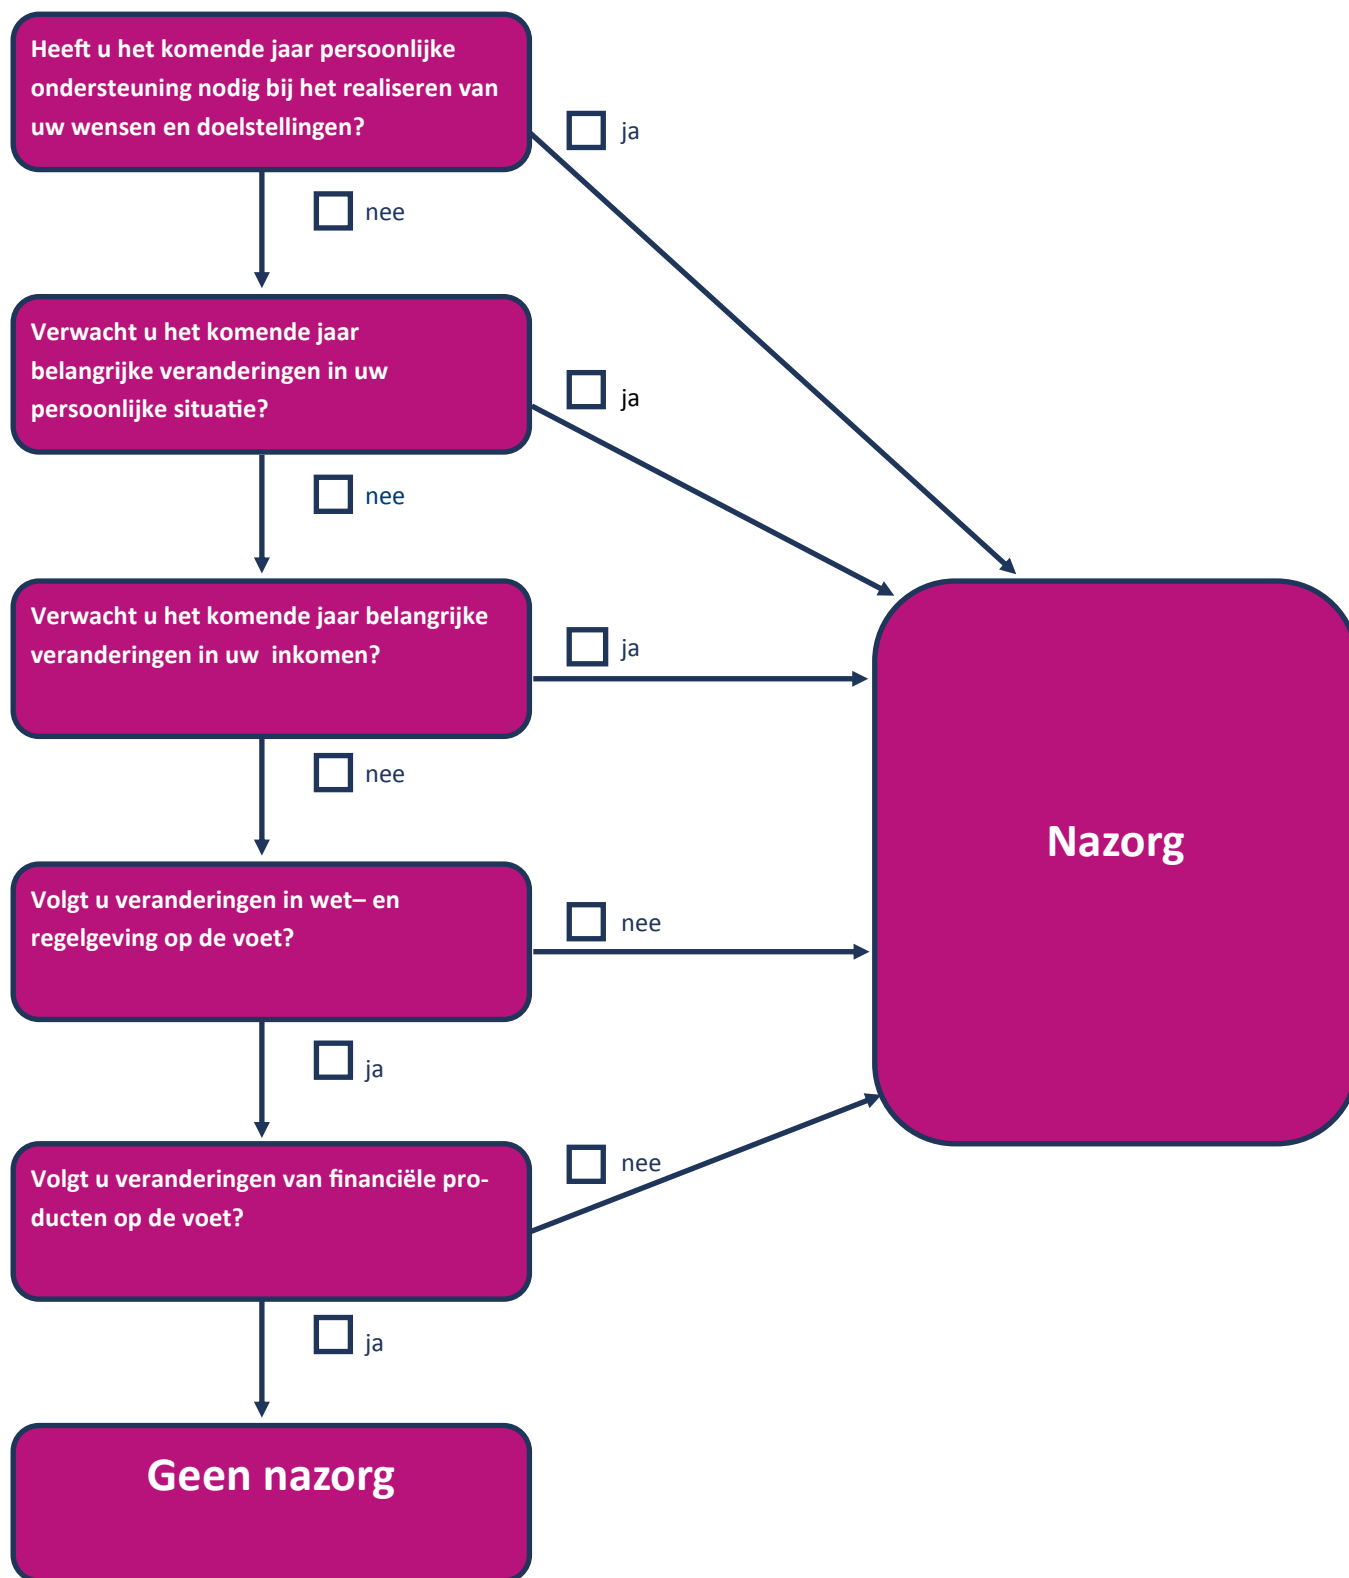 Heeft u het komende jaar persoonlijke
ondersteuning nodig bij het realiseren van
uw wensen en doelstellingen?
ja
nee
Verwacht u het komende jaar
belangrijke veranderingen in uw
persoonlijke situatie?
ja
nee
Verwacht u het komende jaar belangrijke
veranderingen in uw  inkomen?
ja
nee
Nazorg
Volgt u veranderingen in wet– en
regelgeving op de voet?
nee
ja
Volgt u veranderingen van financiële pro-
ducten op de voet?
nee
ja
Geen nazorg